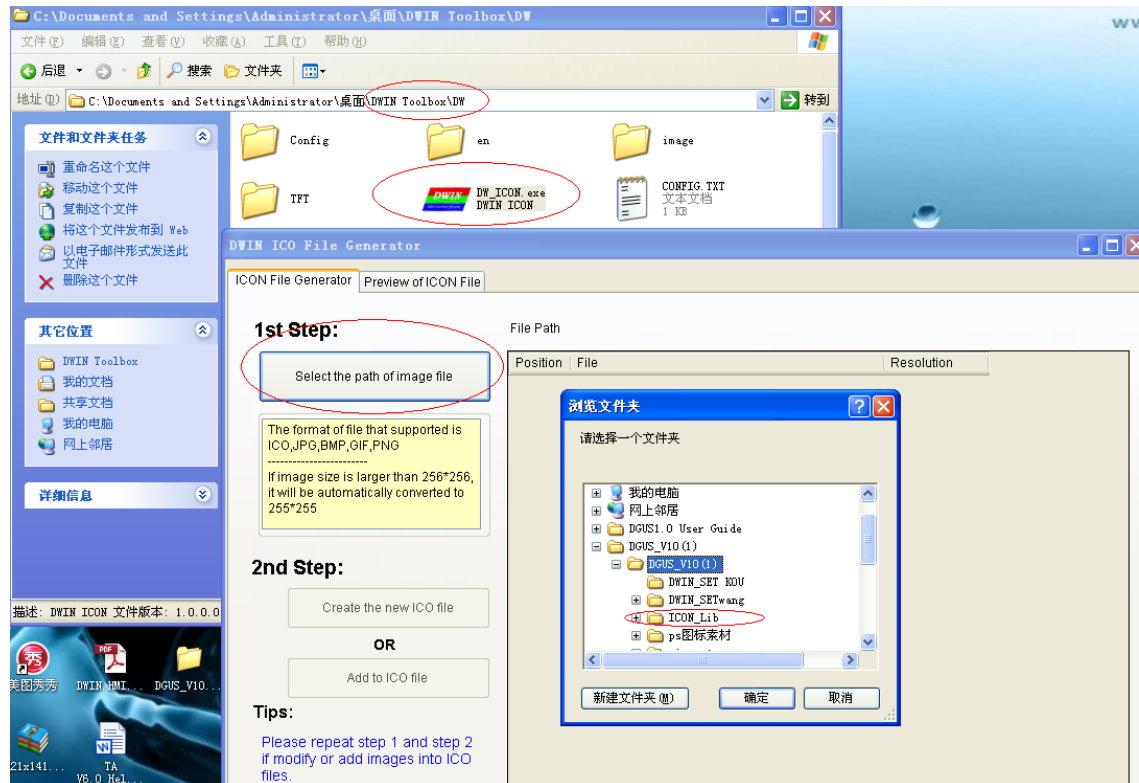 C:\Documents and Settings\Administrator\桌面\DWIN Toolbox\DW
文件(F) 编辑(E) 查看(V) 收藏(A) 工具(T) 帮助(H)
后退 搜索 文件夹
地址(D) C:\Documents and Settings\Administrator\桌面\DWIN Toolbox\DW 转到
文件和文件夹任务
重命名这个文件
移动这个文件
复制这个文件
将这个文件发布到 Web
以电子邮件形式发送此
文件
删除这个文件
其它位置
DWIN Toolbox
我的文档
共享文档
我的电脑
网上邻居
详细信息
描述: DWIN ICON 文件版本: 1.0.0.0
Config
en
image
TFT
DWIN
DW_ICON.exe
DWIN ICON
CONFIG.TXT
文本文档
1 KB
DWIN ICO File Generator
ICON File Generator Preview of ICON File
1st Step:
Select the path of image file
The format of file that supported is
ICO,JPG,BMP,GIF,PNG
------------------------
If image size is larger than 256*256,
it will be automatically converted to
255*255
2nd Step:
Create the new ICO file
OR
Add to ICO file
Tips:
Please repeat step 1 and step 2
if modify or add images into ICO
files.
File Path
Position File Resolution
浏览文件夹
请选择一个文件夹
我的电脑
网上邻居
DGUS1.0 User Guide
DGUS_V10(1)
DGUS_V10(1)
DWIN_SET KOU
DWIN_SETwang
ICON_Lib
ps图标素材
新建文件夹(M) 确定 取消
秀
美图秀秀
PDF
DWIN HMI...
DGUS_V10...
21x141...
TA
V6.0 Hel...